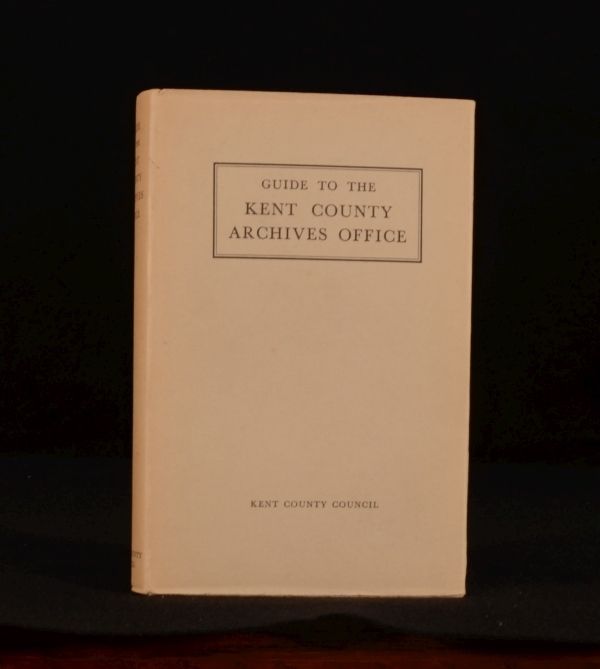 GUIDE TO THE
KENT COUNTY
ARCHIVES OFFICE
KENT COUNTY COUNCIL